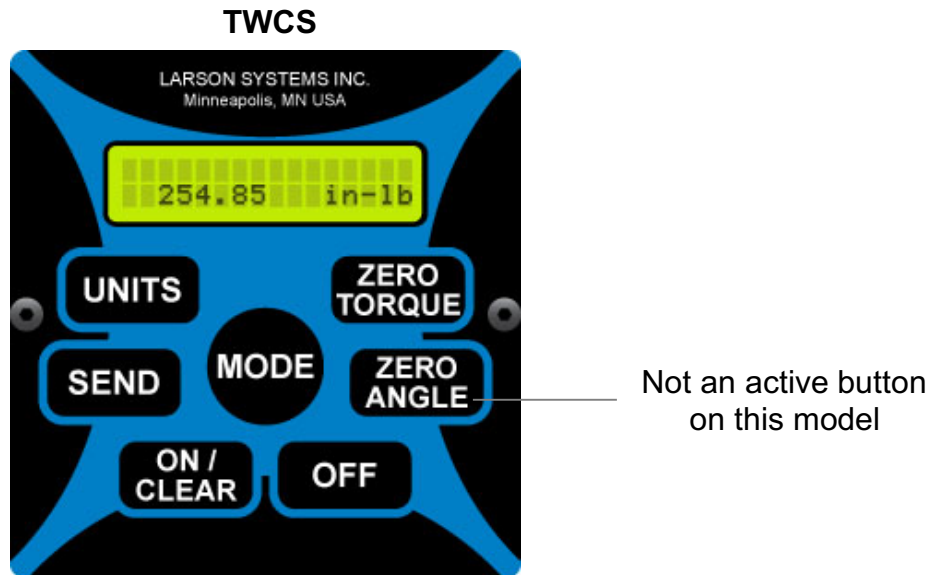 TWCS
LARSON SYSTEMS INC.
Minneapolis, MN USA
254.85 in-lb
UNITS
ZERO
TORQUE
SEND
MODE
ZERO
ANGLE
Not an active button
on this model
ON /
CLEAR
OFF